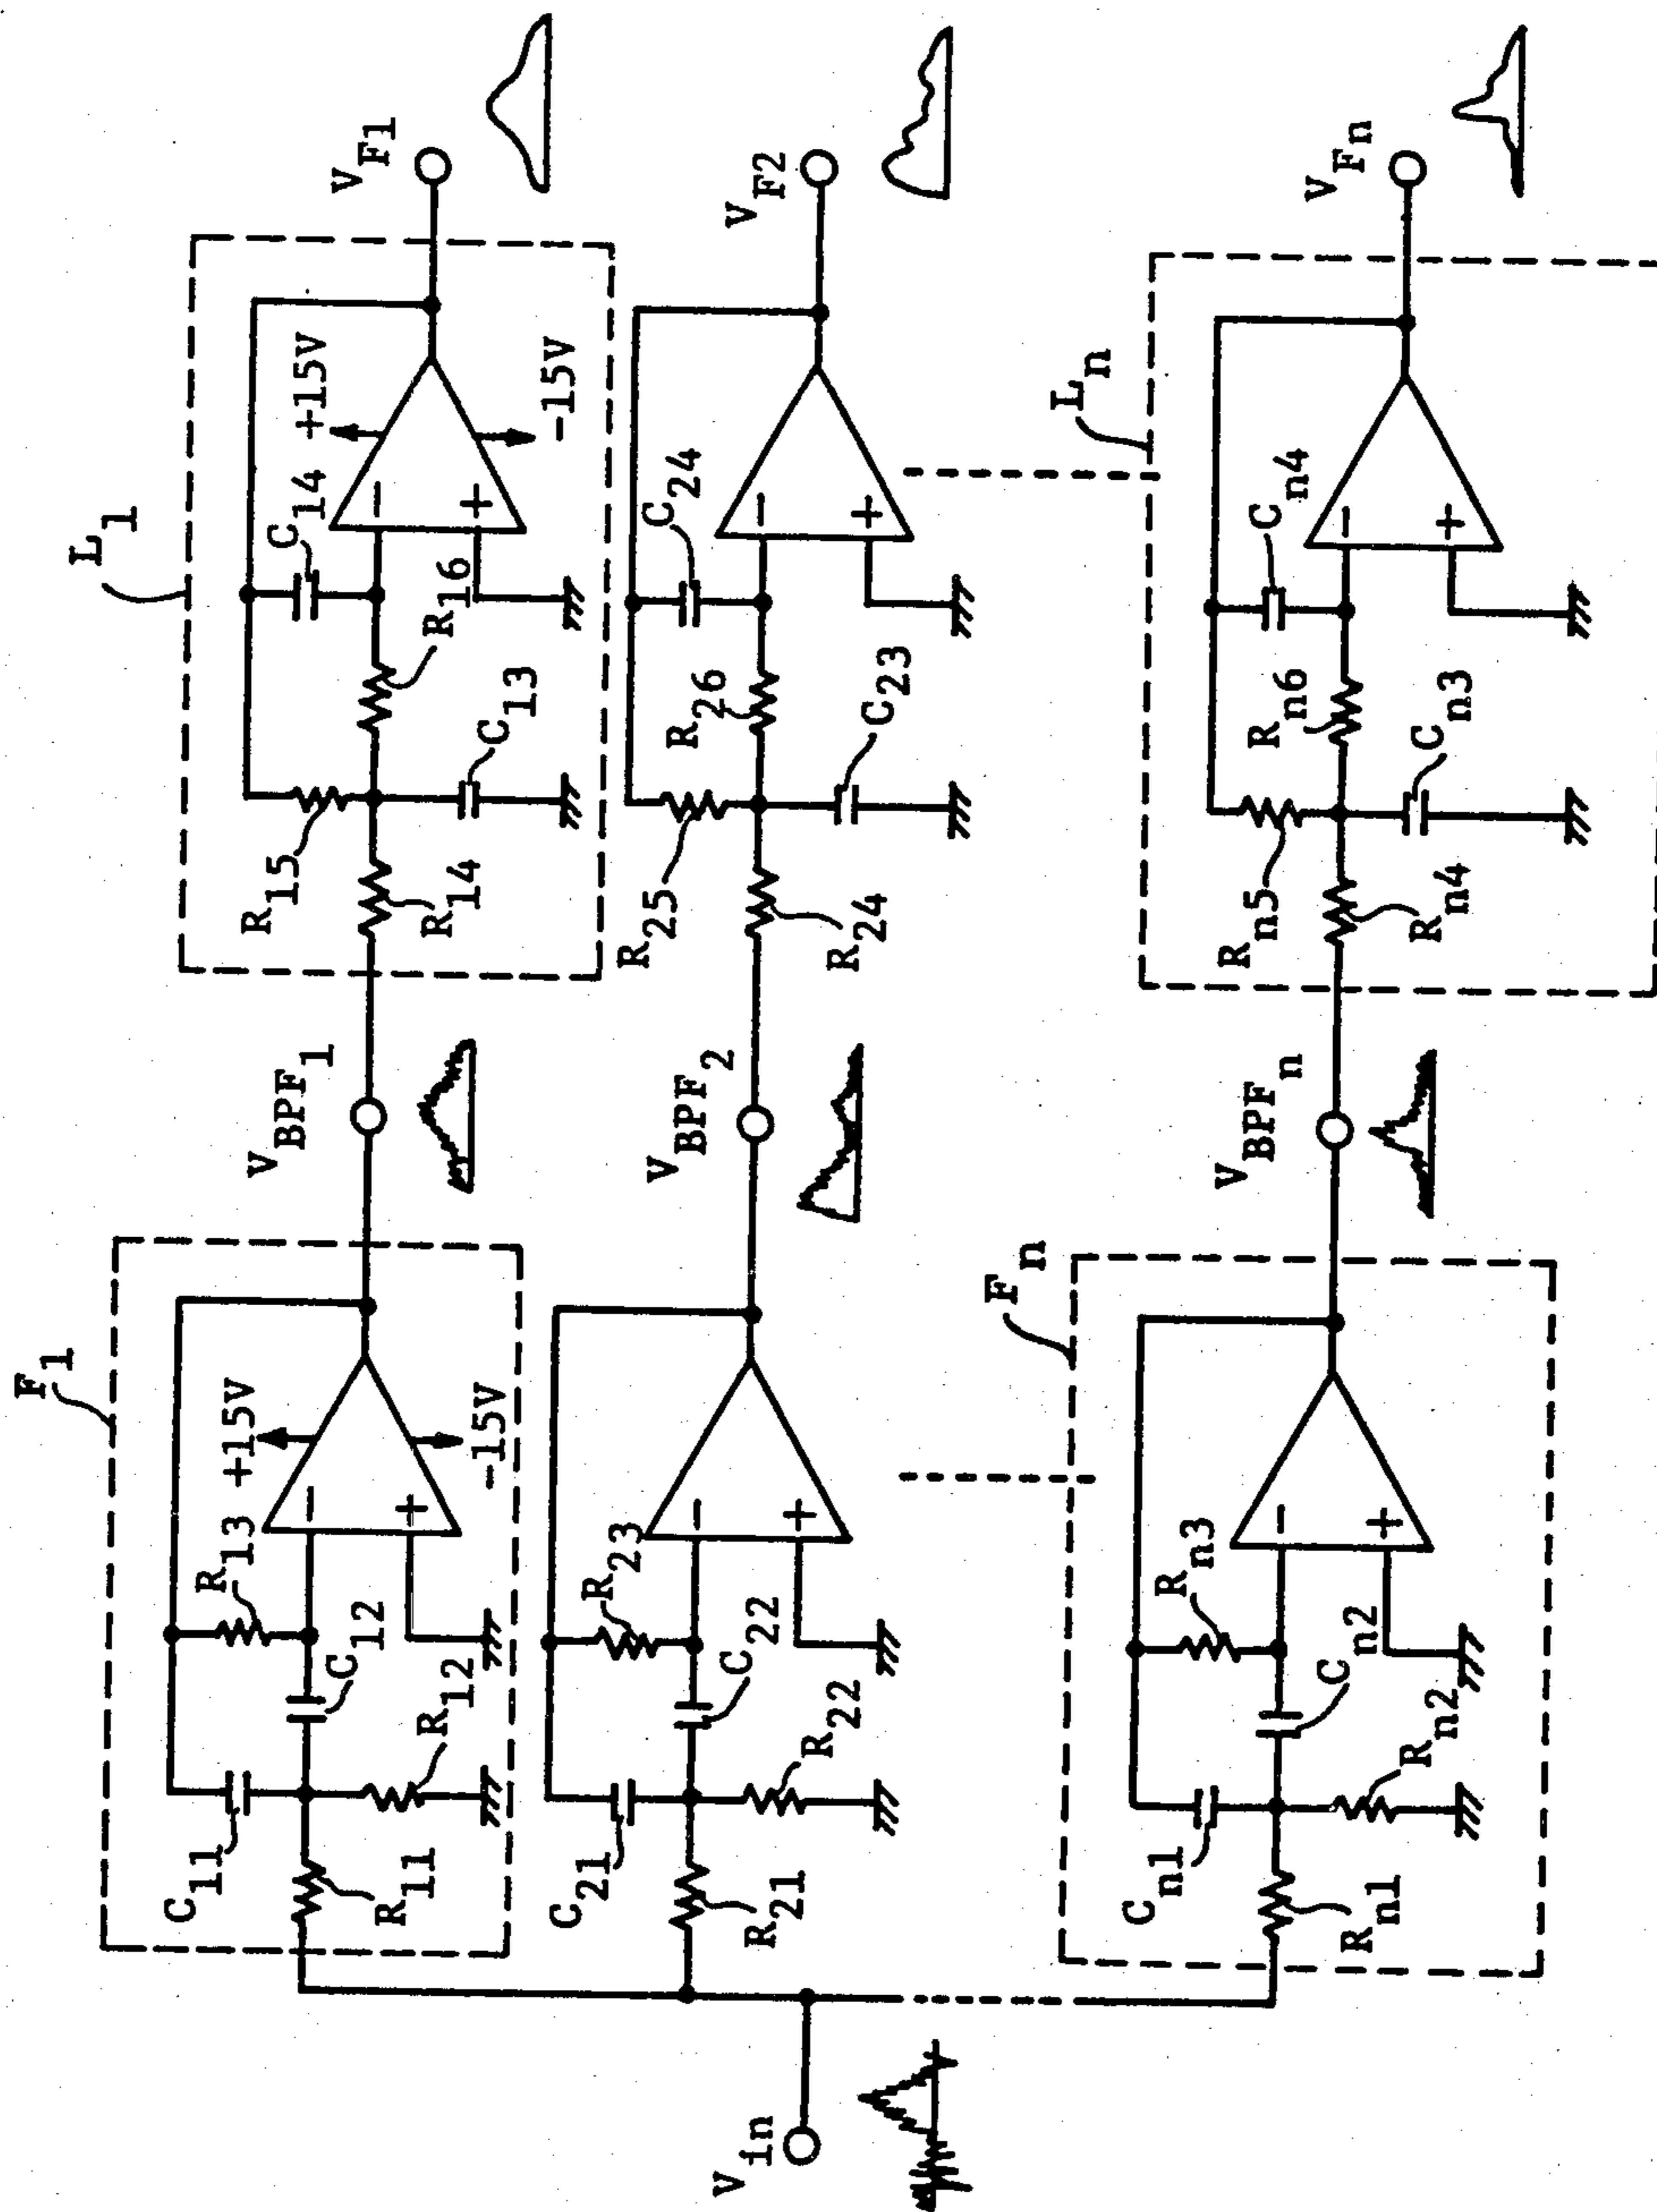 F1
L1
C11
R11
R12
C12
R13
+15V
-15V
VBPF1
R15
R14
C13
R16
C14
+15V
-15V
VF1
Vin
C21
R21
R22
C22
R23
VBPF2
R25
R24
R26
C23
C24
VF2
Fn
Ln
Cn1
Rn1
Rn2
Cn2
Rn3
VBPFn
Rn5
Rn4
Rn6
Cn3
Cn4
VFn